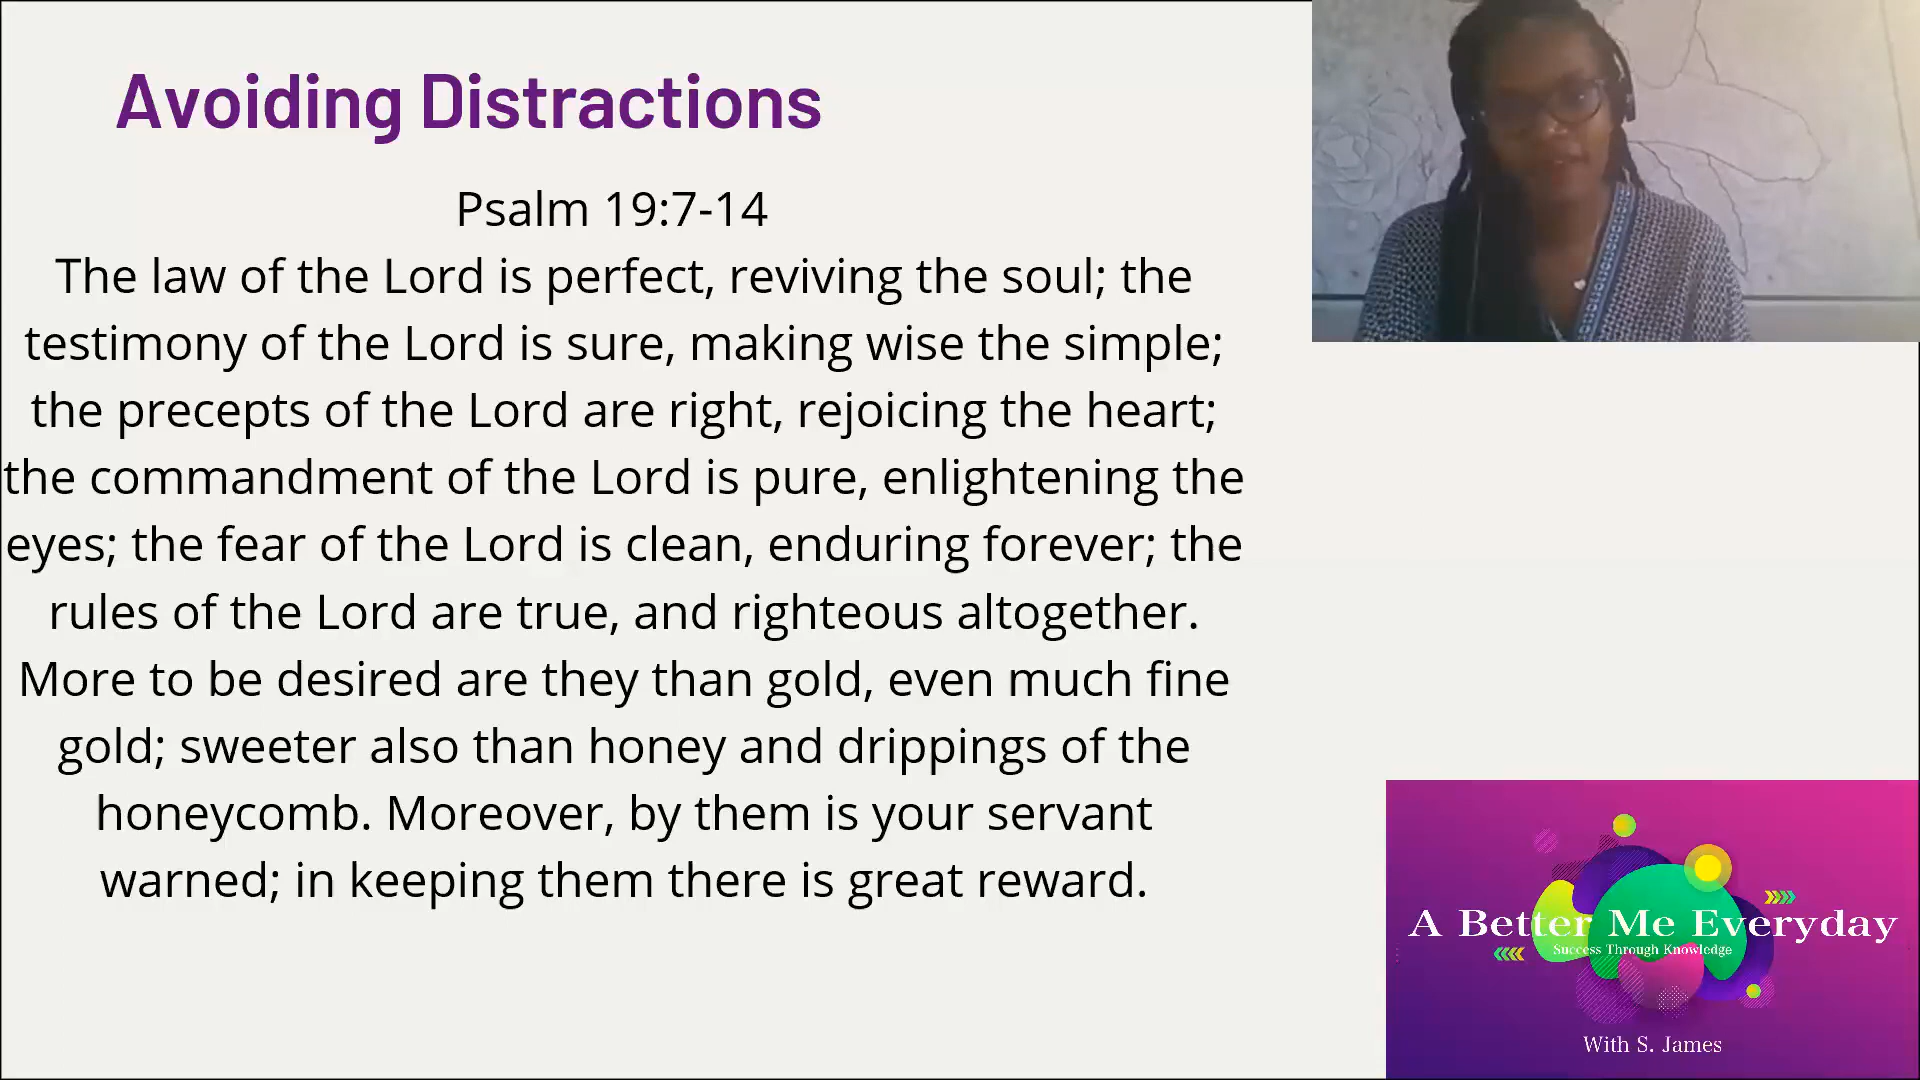 Avoiding Distractions
Psalm 19:7-14
The law of the Lord is perfect, reviving the soul; the
testimony of the Lord is sure, making wise the simple;
the precepts of the Lord are right, rejoicing the heart;
the commandment of the Lord is pure, enlightening the
eyes; the fear of the Lord is clean, enduring forever; the
rules of the Lord are true, and righteous altogether.
More to be desired are they than gold, even much fine
gold; sweeter also than honey and drippings of the
honeycomb. Moreover, by them is your servant
warned; in keeping them there is great reward.
A Better Me Everyday
Success Through Knowledge
With S. James